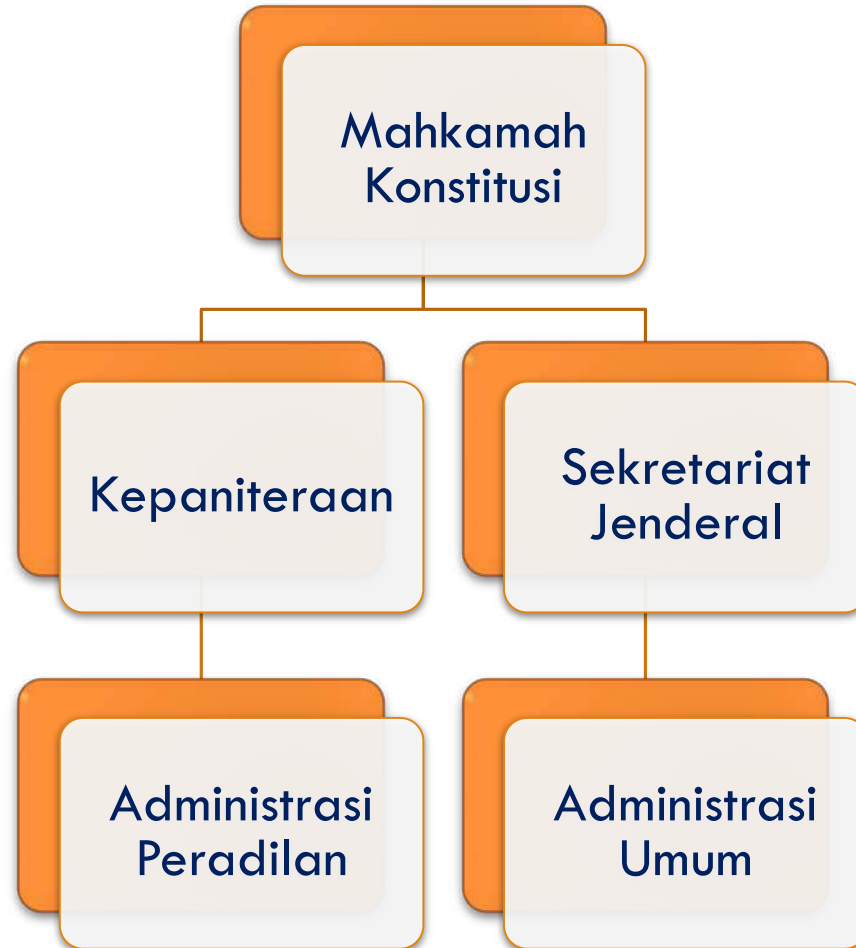 Mahkamah
Konstitusi
Kepaniteraan
Sekretariat
Jenderal
Administrasi
Peradilan
Administrasi
Umum